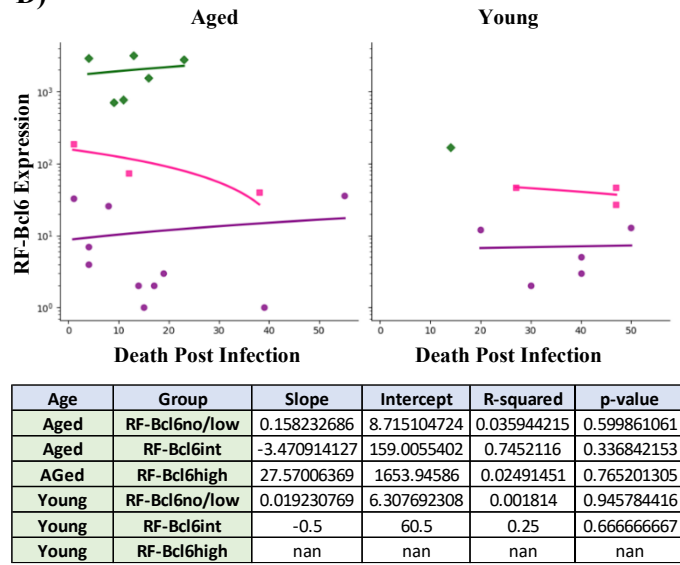 D)
Aged Young
RF-Bcl6 Expression
10³
10²
10¹
10⁰
0 10 20 30 40 50
0 10 20 30 40 50
Death Post Infection Death Post Infection
Age Group Slope Intercept R-squared p-value
Aged RF-Bcl6no/low 0.158232686 8.715104724 0.035944215 0.599861061
Aged RF-Bcl6int -3.470914127 159.0055402 0.7452116 0.336842153
AGed RF-Bcl6high 27.57006369 1653.94586 0.02491451 0.765201305
Young RF-Bcl6no/low 0.019230769 6.307692308 0.001814 0.945784416
Young RF-Bcl6int -0.5 60.5 0.25 0.666666667
Young RF-Bcl6high nan nan nan nan